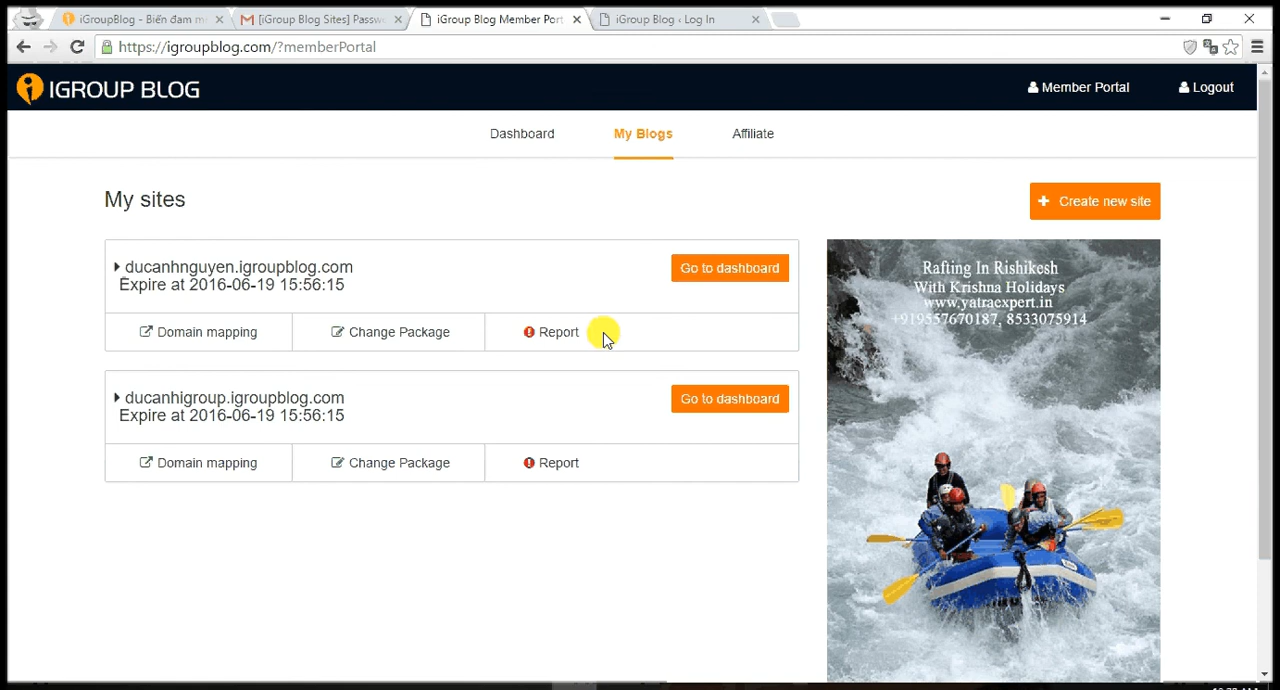 iGroupBlog - Biến đam m
[iGroup Blog Sites] Passw
iGroup Blog Member Port
iGroup Blog ‹ Log In
https://igroupblog.com/?memberPortal
IGROUP BLOG
Member Portal
Logout
Dashboard
My Blogs
Affiliate
My sites
Create new site
ducanhnguyen.igroupblog.com
Go to dashboard
Expire at 2016-06-19 15:56:15
Domain mapping
Change Package
Report
ducanhigroup.igroupblog.com
Go to dashboard
Expire at 2016-06-19 15:56:15
Domain mapping
Change Package
Report
Rafting In Rishikesh
With Krishna Holidays
www.yatraexpert.in
+919557670187, 8533075914